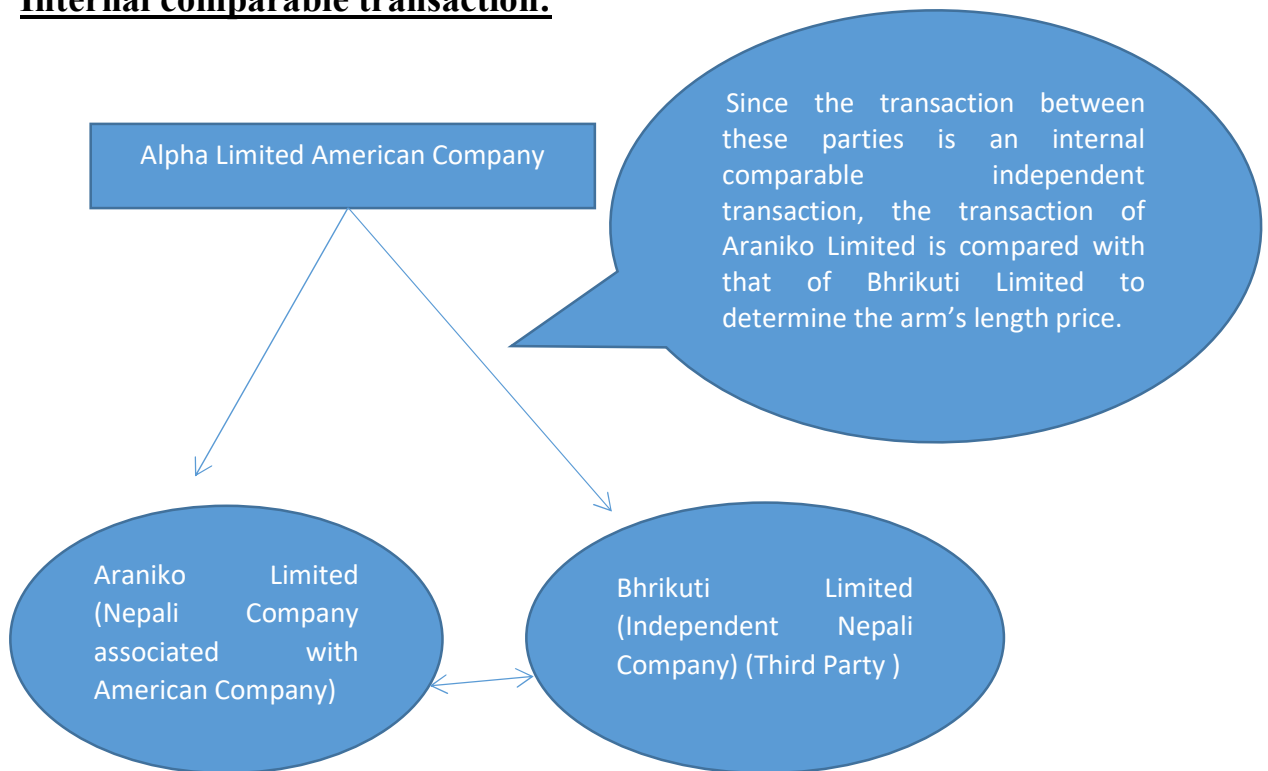 Internal comparable transaction:
Alpha Limited American Company
Since the transaction between
these parties is an internal
comparable independent
transaction, the transaction of
Araniko Limited is compared with
that of Bhrikuti Limited to
determine the arm’s length price.
Araniko Limited
(Nepali Company
associated with
American Company)
Bhrikuti Limited
(Independent Nepali
Company) (Third Party )